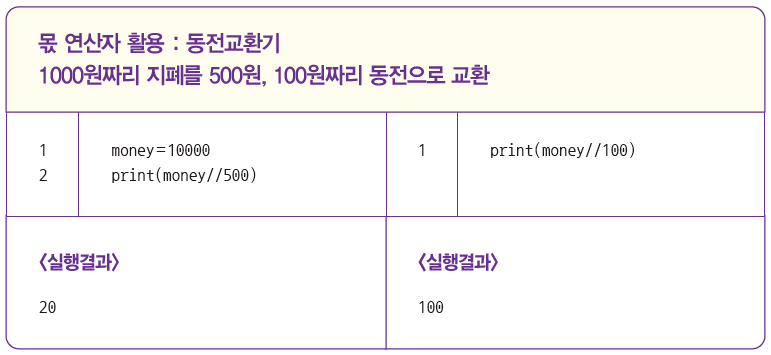 몫 연산자 활용 : 동전교환기
1000원짜리 지폐를 500원, 100원짜리 동전으로 교환
1 money=10000
2 print(money//500)
1 print(money//100)
<실행결과>
20
<실행결과>
100